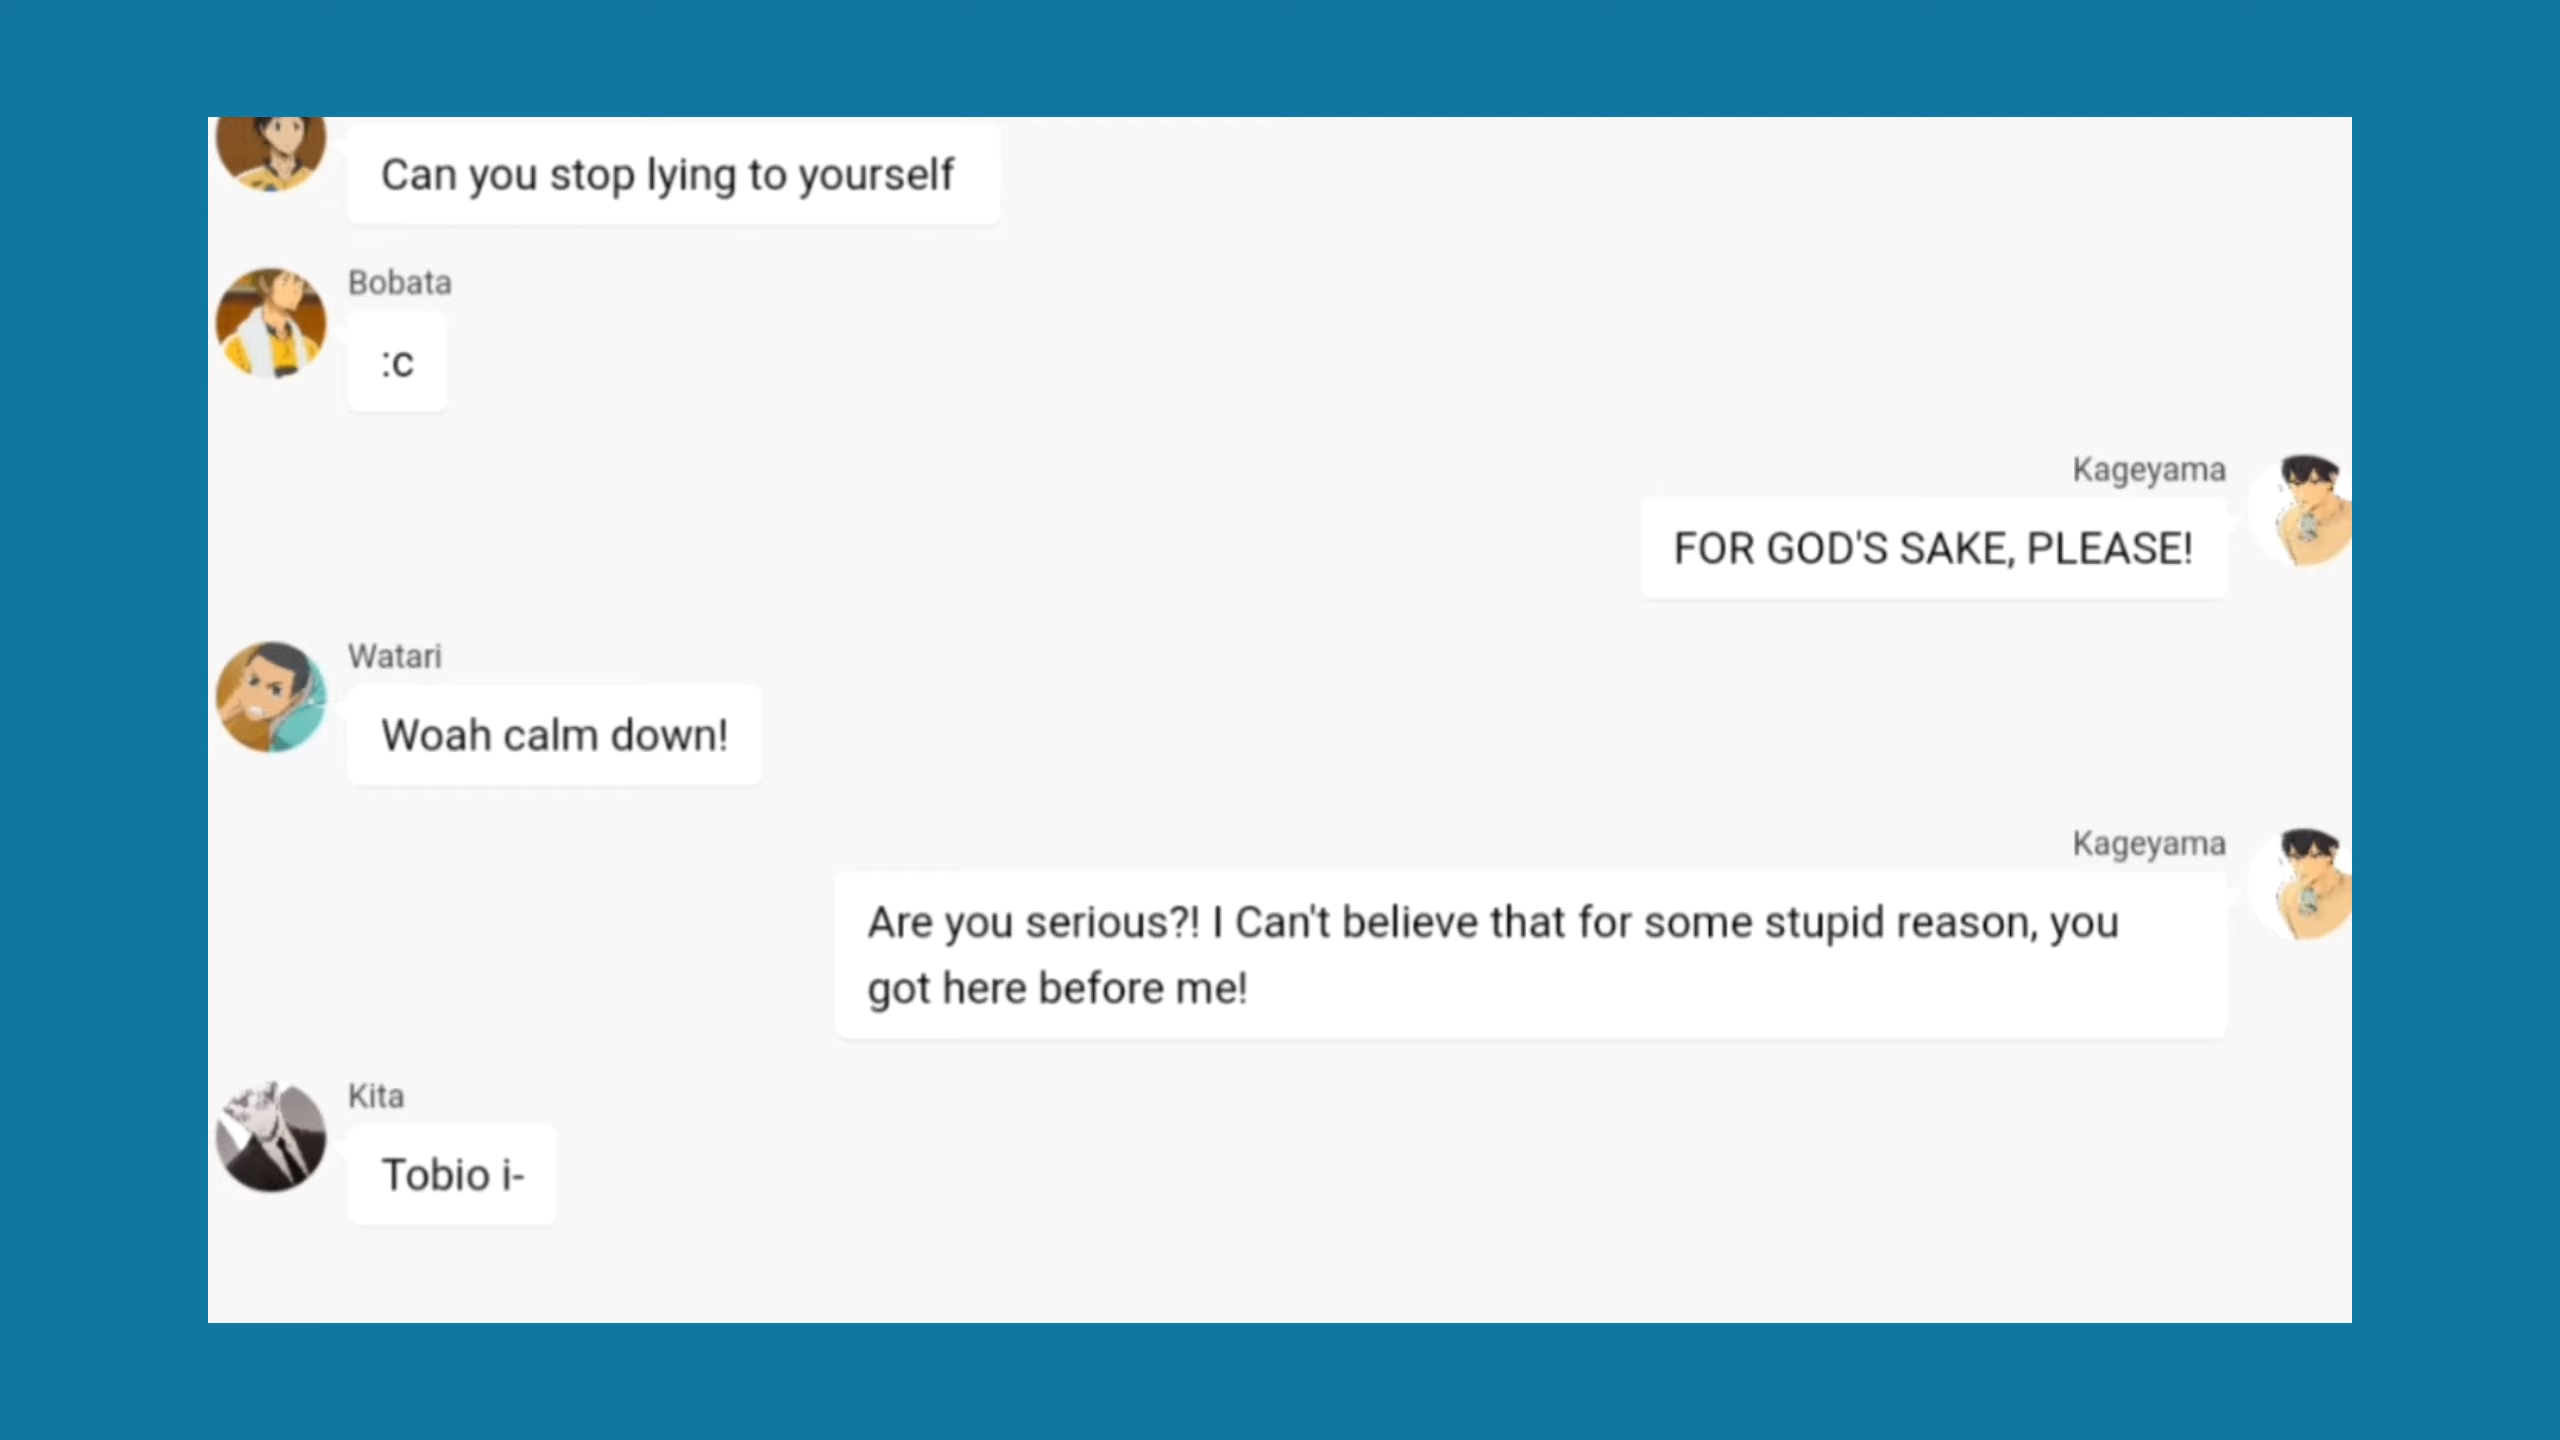 Can you stop lying to yourself
Bobata
:c
Kageyama
FOR GOD'S SAKE, PLEASE!
Watari
Woah calm down!
Kageyama
Are you serious?! I Can't believe that for some stupid reason, you
got here before me!
Kita
Tobio i-